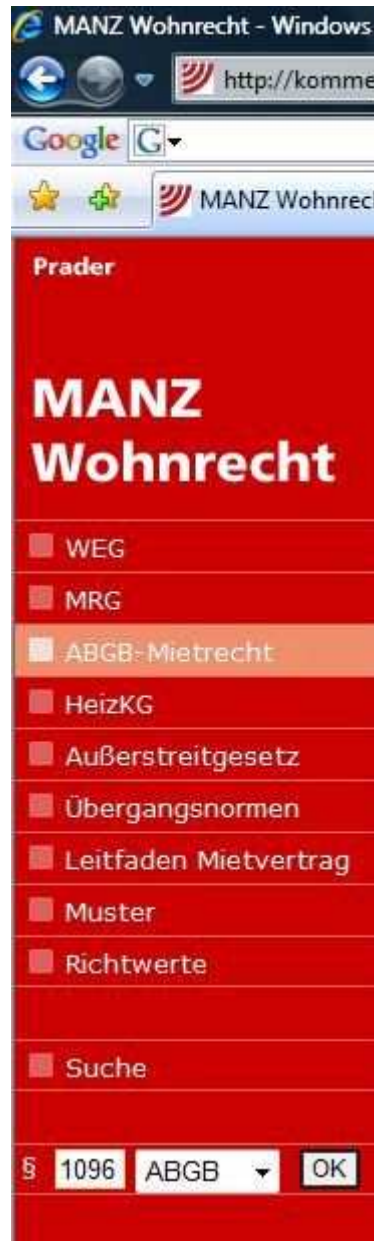 MANZ Wohnrecht - Windows
http://komme
Google G
MANZ Wohnrec
Prader
MANZ
Wohnrecht
WEG
MRG
ABGB-Mietrecht
HeizKG
Außerstreitgesetz
Übergangsnormen
Leitfaden Mietvertrag
Muster
Richtwerte
Suche
§ 1096 ABGB OK